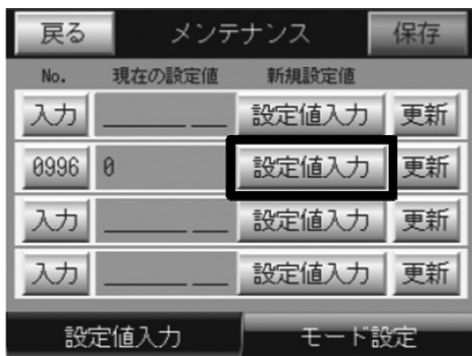 戻る メンテナンス 保存
No. 現在の設定値 新規設定値
入力 設定値入力 更新
0996 0 設定値入力 更新
入力 設定値入力 更新
入力 設定値入力 更新
設定値入力 モード設定